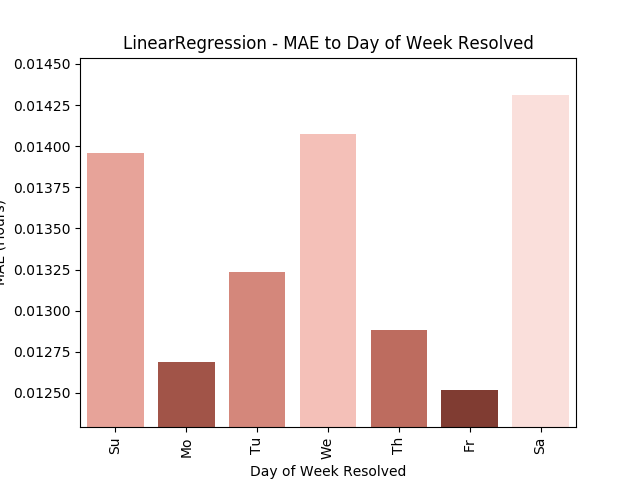 LinearRegression - MAE to Day of Week Resolved
0.01450
0.01425
0.01400
0.01375
0.01350
0.01325
0.01300
0.01275
0.01250
MAE (Hours)
Su
Mo
Tu
We
Th
Fr
Sa
Day of Week Resolved